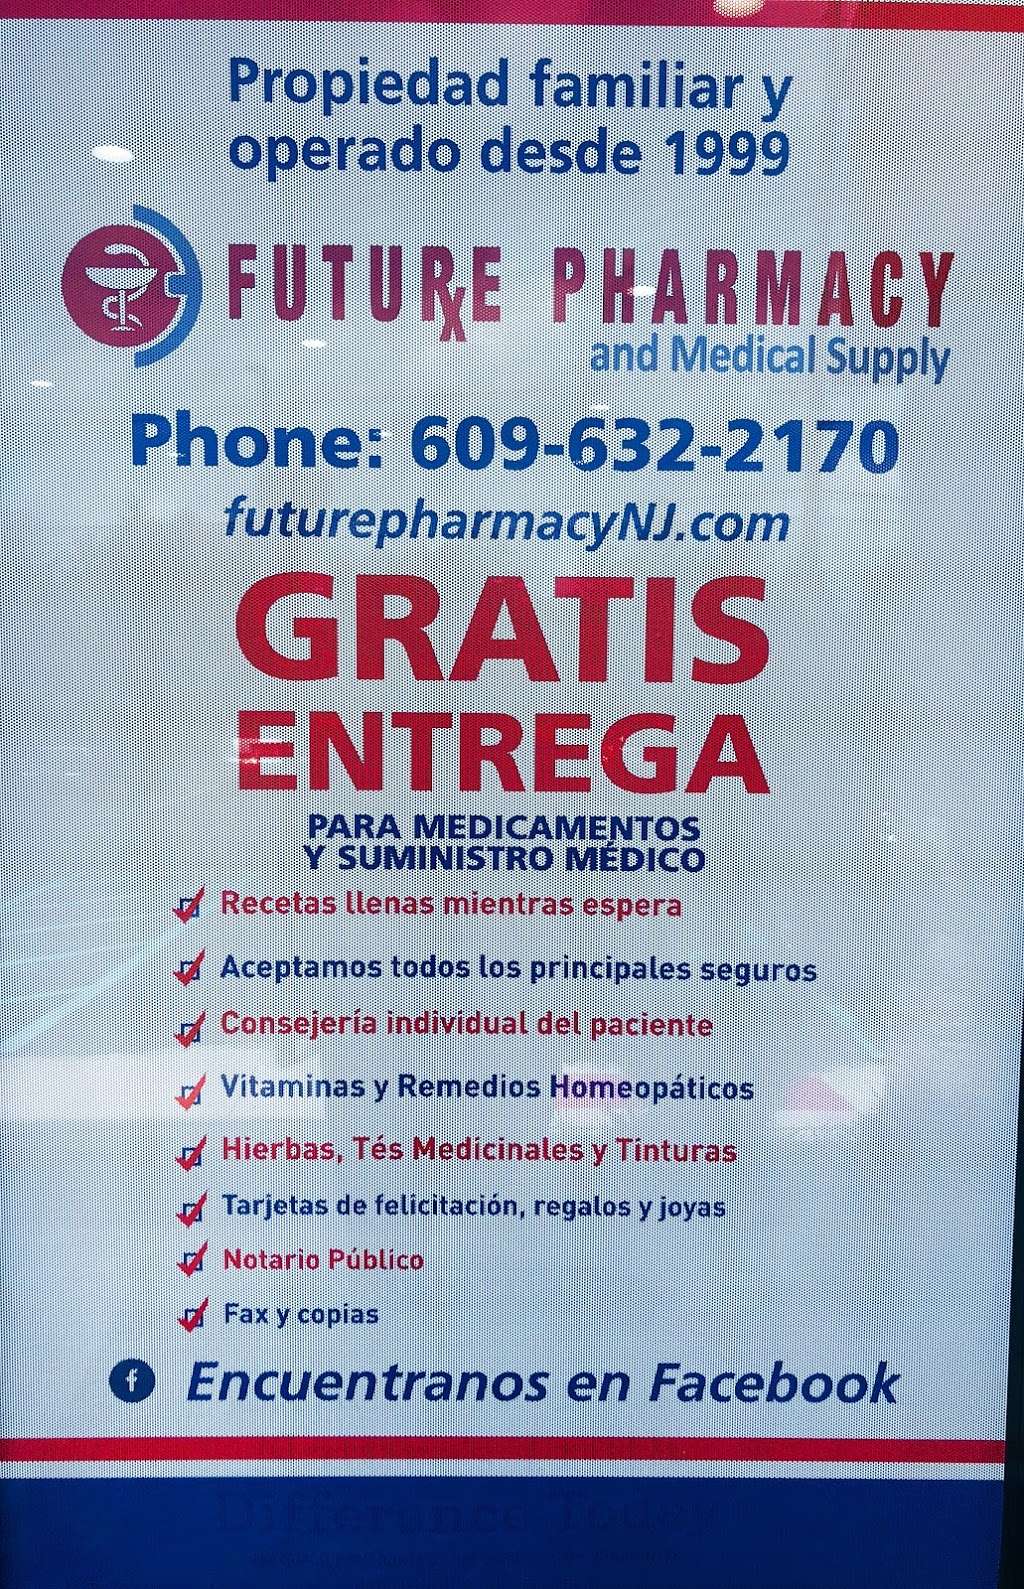 Propiedad familiar y
operado desde 1999
FUTURE PHARMACY
and Medical Supply
Phone: 609-632-2170
futurepharmacyNJ.com
GRATIS
ENTREGA
PARA MEDICAMENTOS
Y SUMINISTRO MÉDICO
Recetas llenas mientras espera
Aceptamos todos los principales seguros
Consejería individual del paciente
Vitaminas y Remedios Homeopáticos
Hierbas, Tés Medicinales y Tinturas
Tarjetas de felicitación, regalos y joyas
Notario Público
Fax y copias
f Encuentranos en Facebook